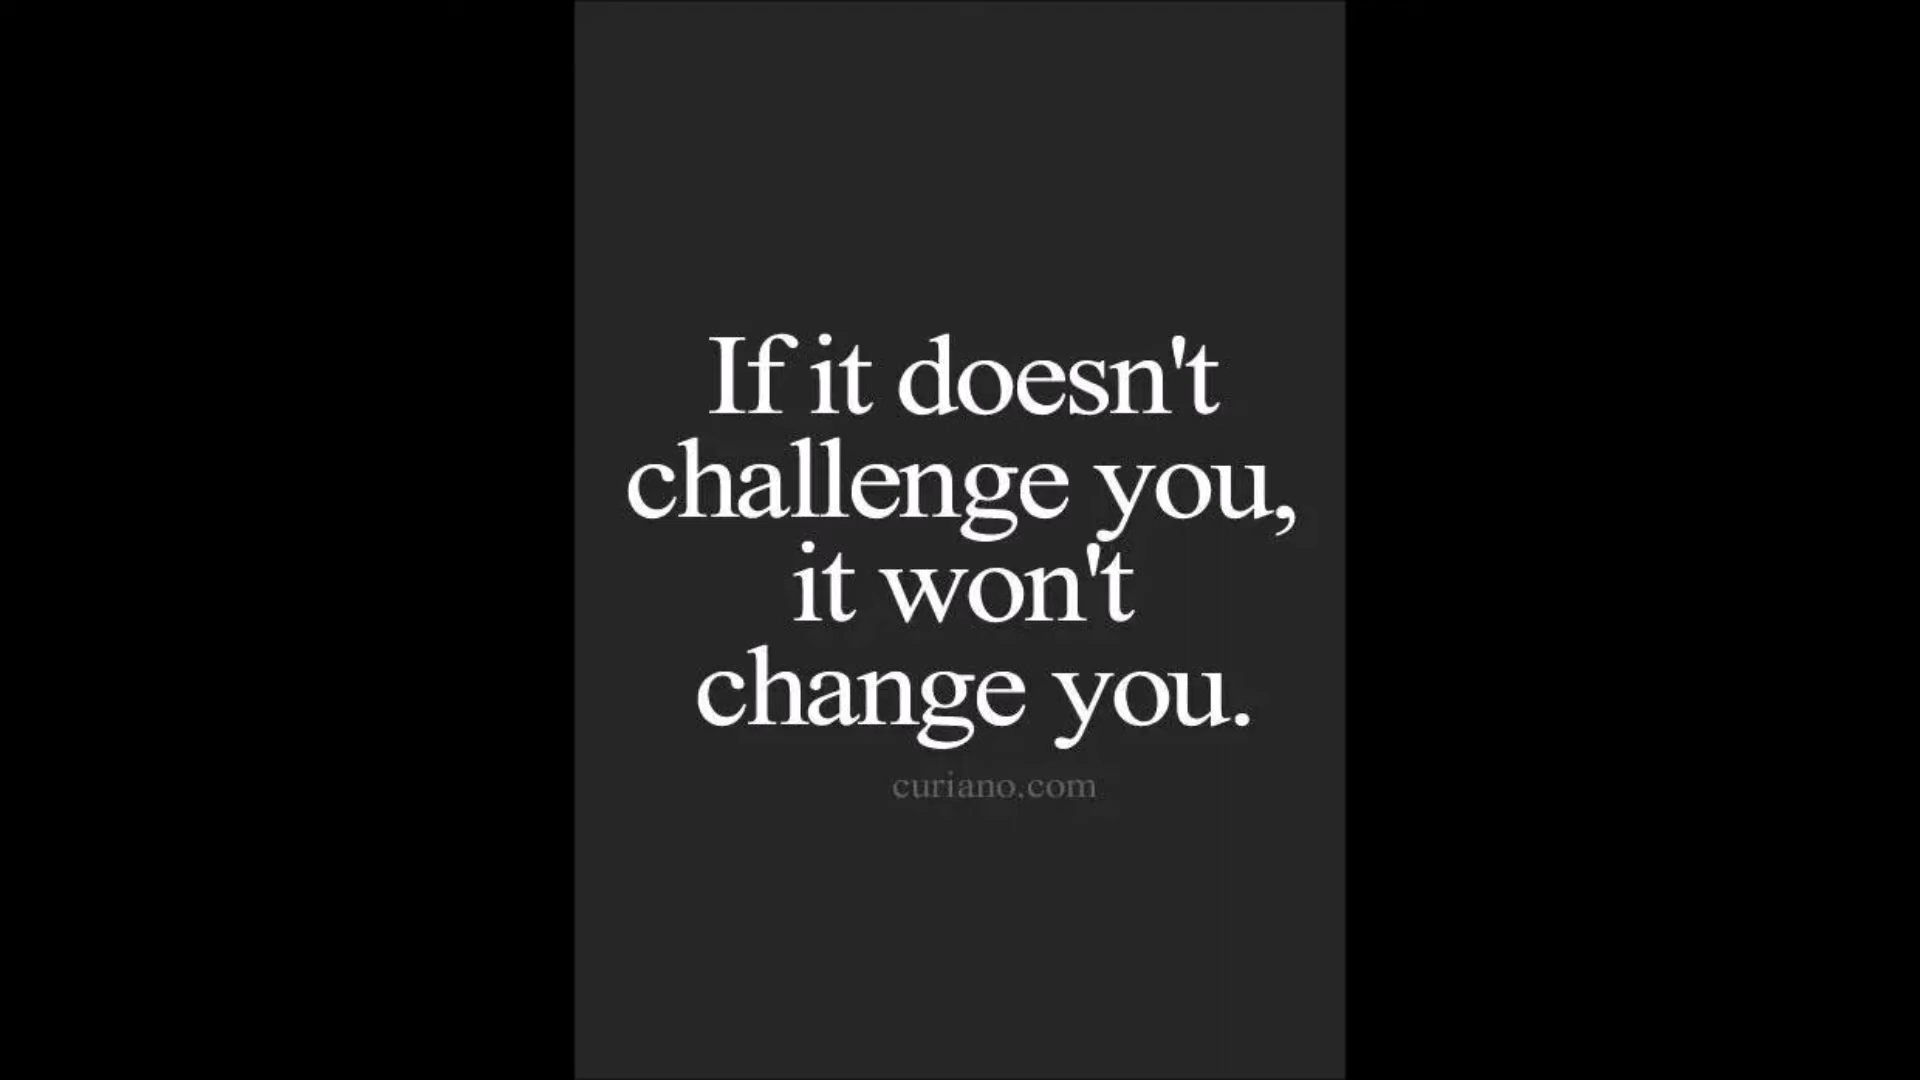 If it doesn't
challenge you,
it won't
change you.
curiano.com